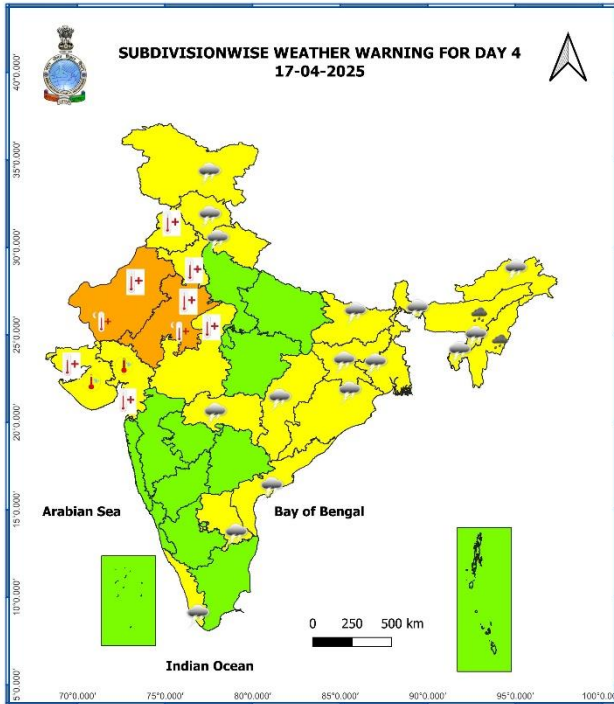 SUBDIVISIONWISE WEATHER WARNING FOR DAY 4
17-04-2025
40°0.000'
35°0.000'
30°0.000'
25°0.000'
20°0.000'
15°0.000'
10°0.000'
5°0.000'
Arabian Sea
Bay of Bengal
0 250 500 km
Indian Ocean
70°0.000' 75°0.000' 80°0.000' 85°0.000' 90°0.000' 95°0.000' 100°0.0